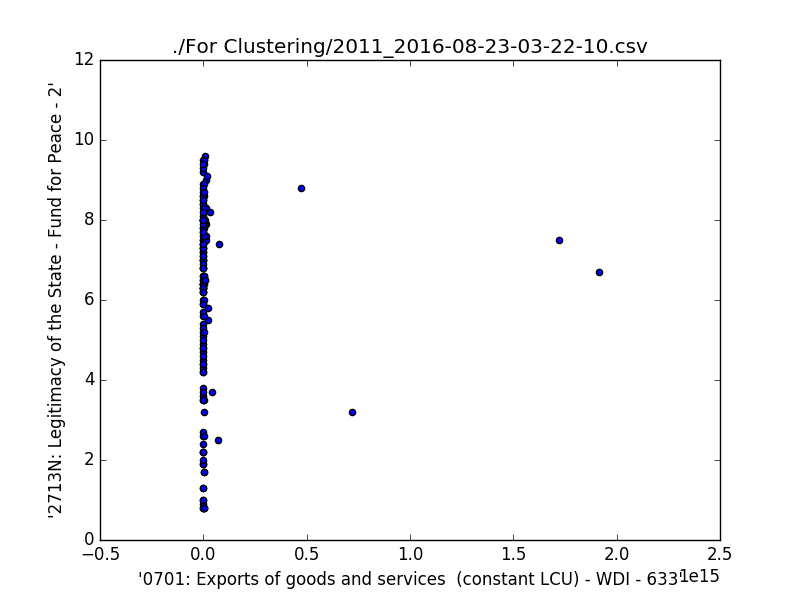 ./For Clustering/2011_2016-08-23-03-22-10.csv
'2713N: Legitimacy of the State - Fund for Peace - 2'
12
10
8
6
4
2
0
−0.5 0.0 0.5 1.0 1.5 2.0 2.5
'0701: Exports of goods and services  (constant LCU) - WDI - 633'
1e15